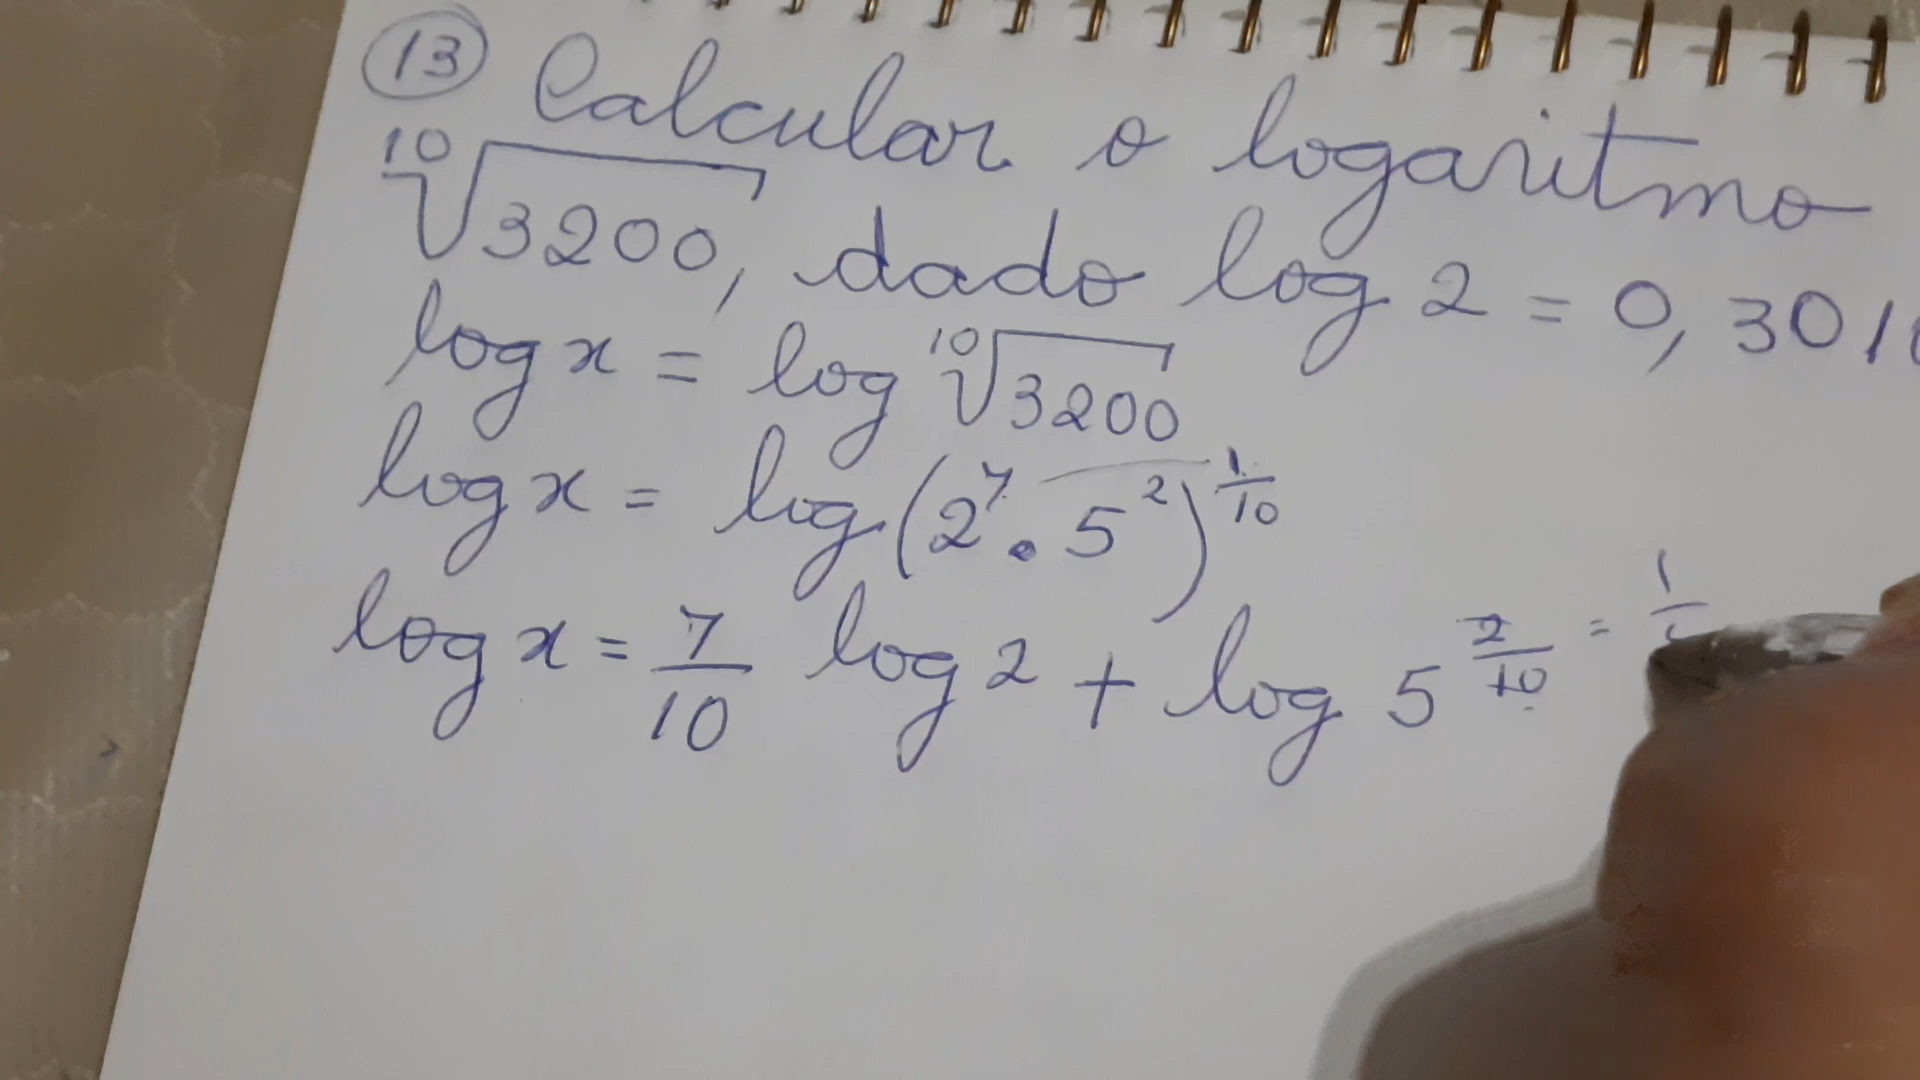 13 Calcular o logaritmo
¹⁰√3200, dado log 2 = 0,301
log x = log ¹⁰√3200
log x = log (2⁷ . 5²)^1/10
log x = 7/10 log 2 + log 5^2/10 = 1/